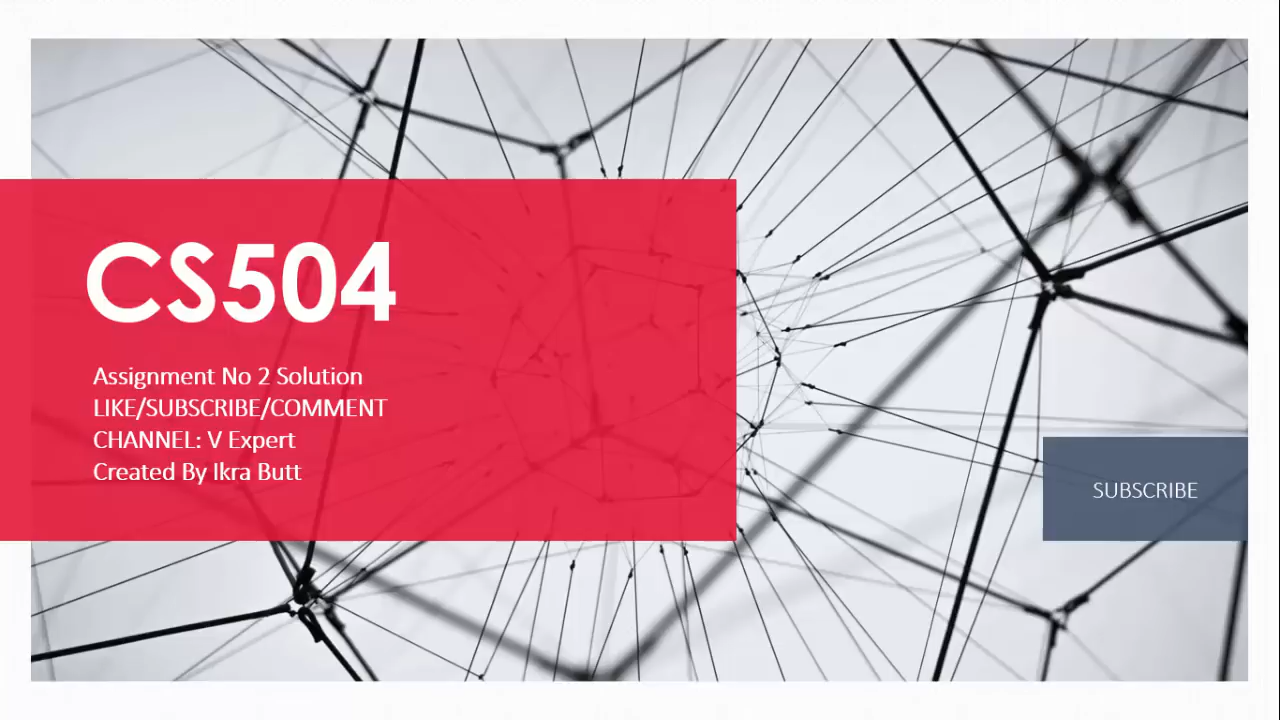 CS504
Assignment No 2 Solution
LIKE/SUBSCRIBE/COMMENT
CHANNEL: V Expert
Created By Ikra Butt
SUBSCRIBE